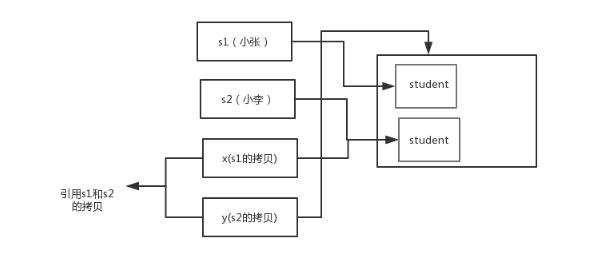 s1（小张）
student
s2（小李）
student
x(s1的拷贝)
引用s1和s2
的拷贝
y(s2的拷贝)